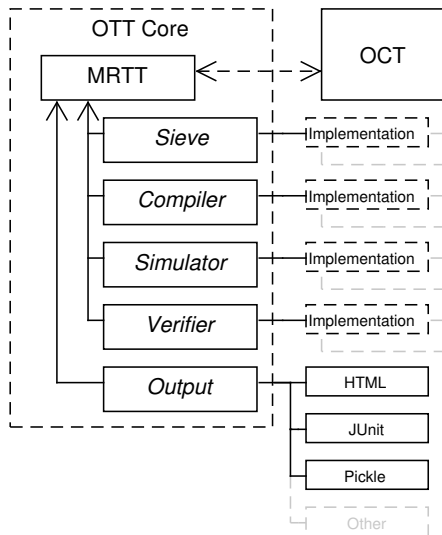 OTT Core
MRTT
OCT
Sieve
Implementation
Compiler
Implementation
Simulator
Implementation
Verifier
Implementation
Output
HTML
JUnit
Pickle
Other